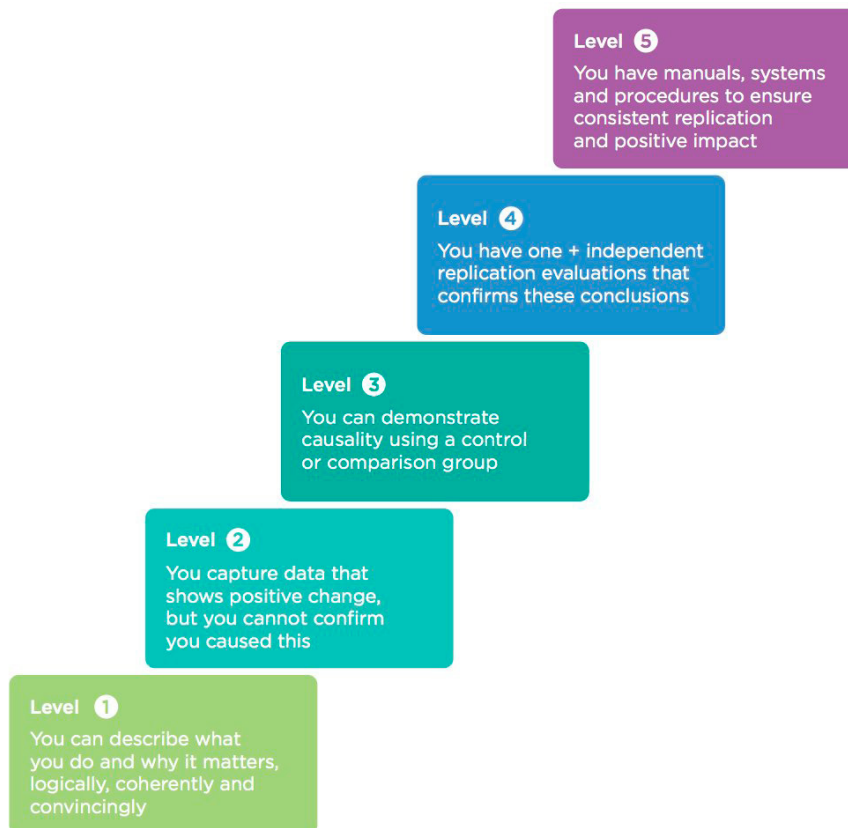 Level 5
You have manuals, systems
and procedures to ensure
consistent replication
and positive impact
Level 4
You have one + independent
replication evaluations that
confirms these conclusions
Level 3
You can demonstrate
causality using a control
or comparison group
Level 2
You capture data that
shows positive change,
but you cannot confirm
you caused this
Level 1
You can describe what
you do and why it matters,
logically, coherently and
convincingly